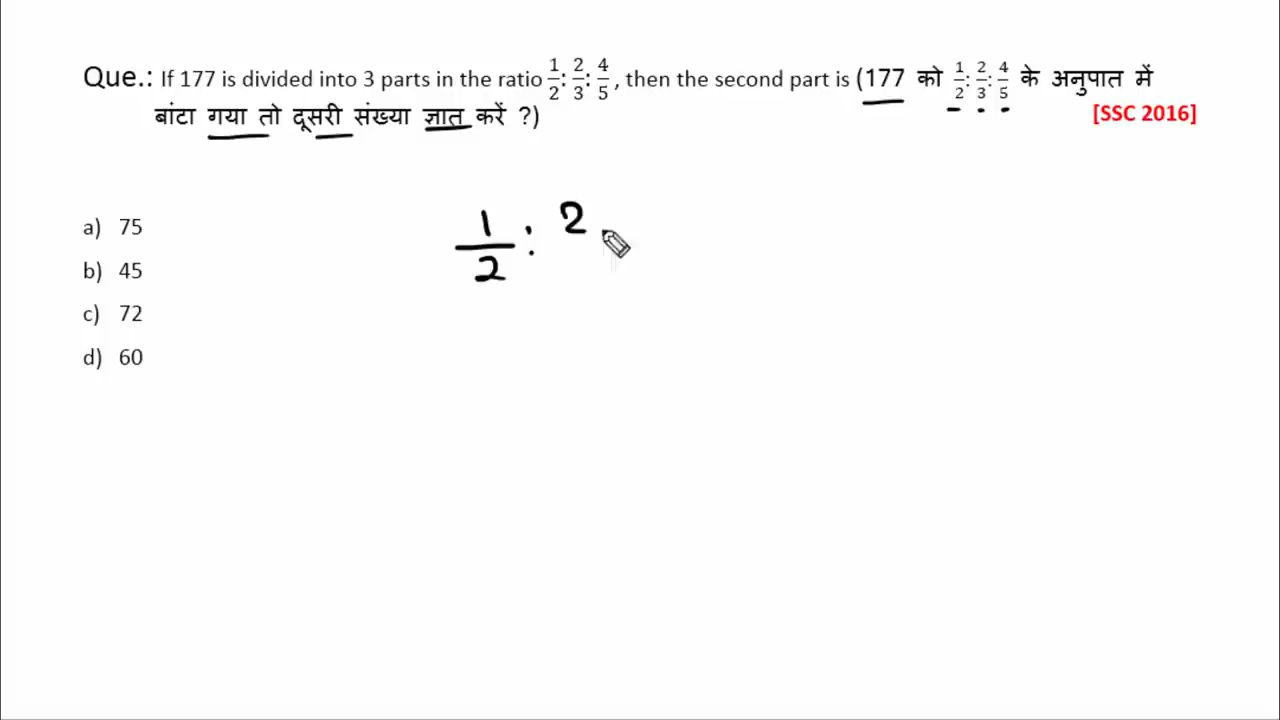 Que.: If 177 is divided into 3 parts in the ratio 1/2 : 2/3 : 4/5 , then the second part is (177 को 1/2 : 2/3 : 4/5 के अनुपात में
बांटा गया तो दूसरी संख्या ज्ञात करें ?)
[SSC 2016]
a) 75
b) 45
c) 72
d) 60
1/2 : 2